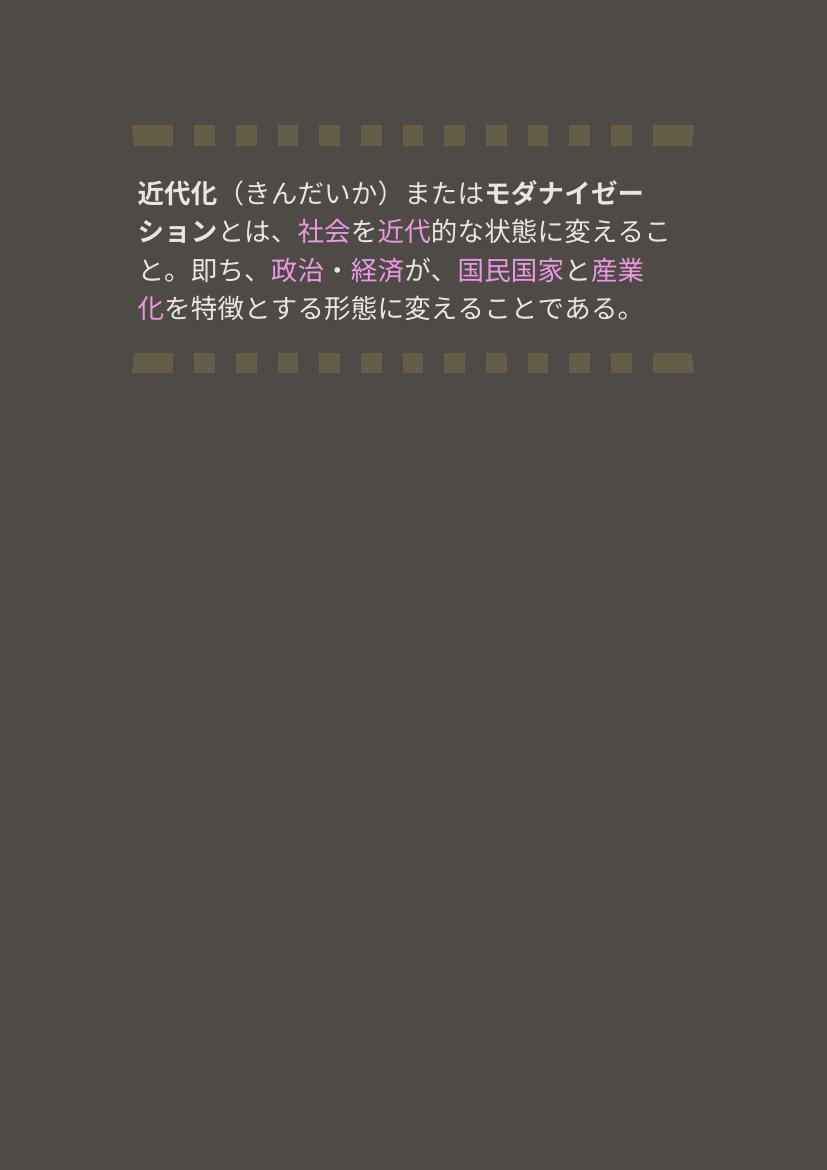 近代化（きんだいか）またはモダナイゼー
ションとは、社会を近代的な状態に変えるこ
と。即ち、政治・経済が、国民国家と産業
化を特徴とする形態に変えることである。